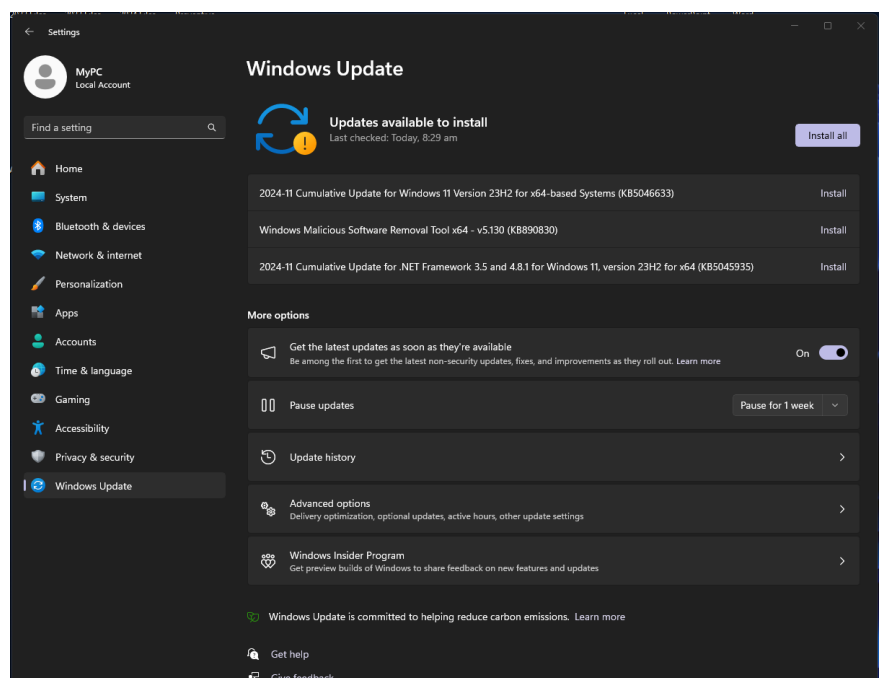 Settings
MyPC
Local Account
Find a setting
Home
System
Bluetooth & devices
Network & internet
Personalization
Apps
Accounts
Time & language
Gaming
Accessibility
Privacy & security
Windows Update
Windows Update
Updates available to install
Last checked: Today, 8:29 am
Install all
2024-11 Cumulative Update for Windows 11 Version 23H2 for x64-based Systems (KB5046633) Install
Windows Malicious Software Removal Tool x64 - v5.130 (KB890830) Install
2024-11 Cumulative Update for .NET Framework 3.5 and 4.8.1 for Windows 11, version 23H2 for x64 (KB5045935) Install
More options
Get the latest updates as soon as they're available
Be among the first to get the latest non-security updates, fixes, and improvements as they roll out. Learn more
On
Pause updates Pause for 1 week
Update history
Advanced options
Delivery optimization, optional updates, active hours, other update settings
Windows Insider Program
Get preview builds of Windows to share feedback on new features and updates
Windows Update is committed to helping reduce carbon emissions. Learn more
Get help
Give feedback